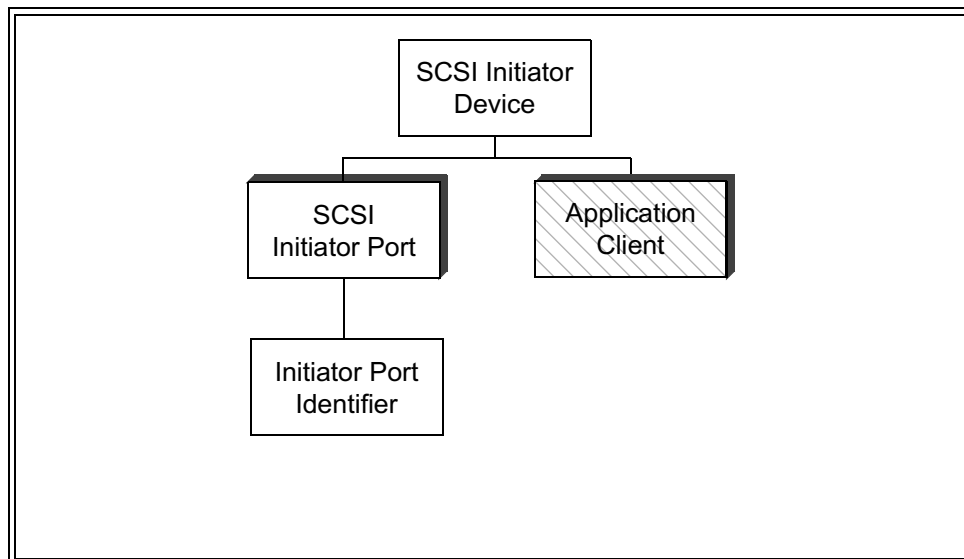 SCSI Initiator
Device
SCSI
Initiator Port
Application
Client
Initiator Port
Identifier